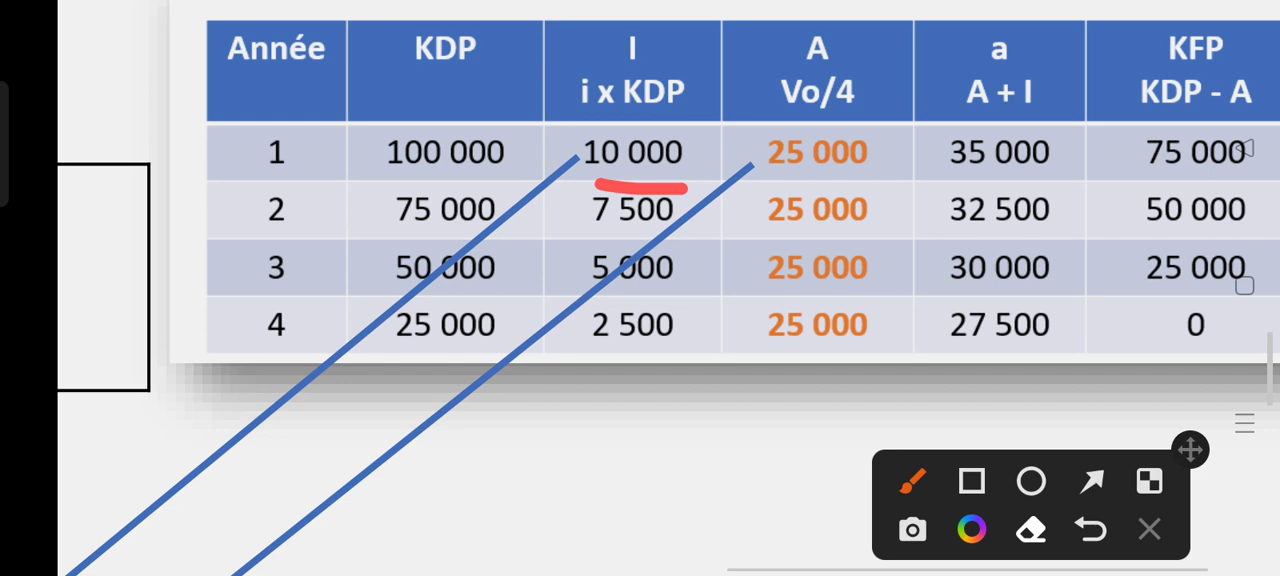 Année KDP I A a KFP
i x KDP Vo/4 A + I KDP - A
1 100 000 10 000 25 000 35 000 75 000
2 75 000 7 500 25 000 32 500 50 000
3 50 000 5 000 25 000 30 000 25 000
4 25 000 2 500 25 000 27 500 0